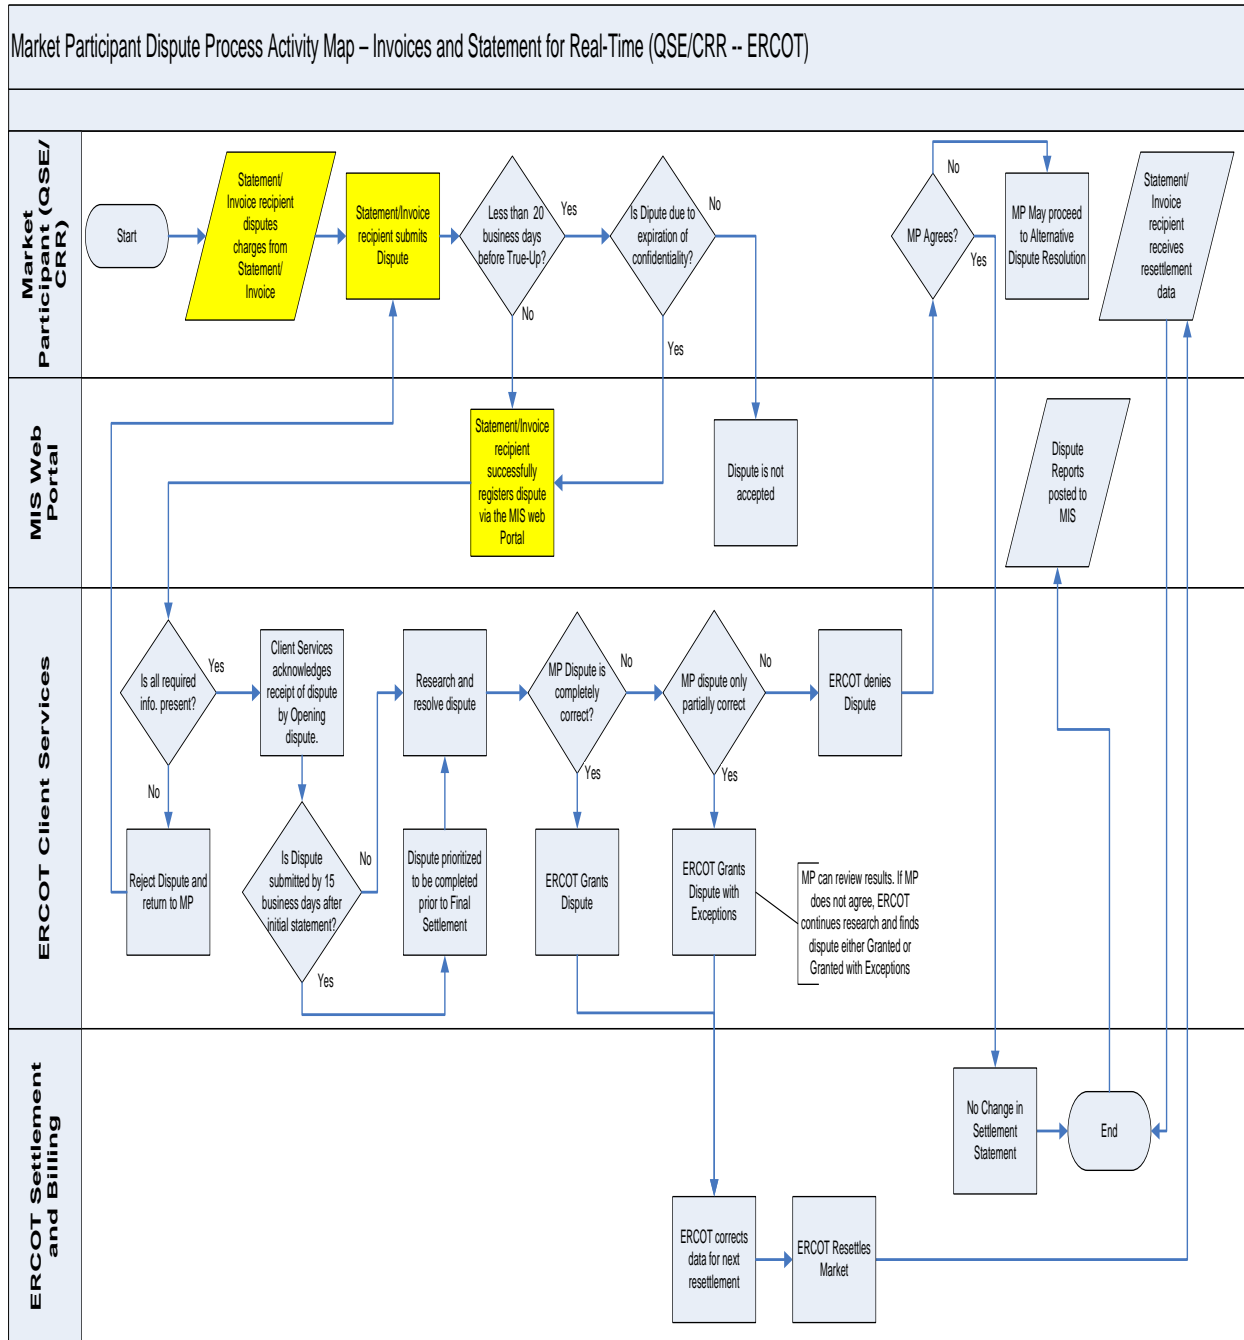 Market Participant Dispute Process Activity Map – Invoices and Statement for Real-Time (QSE/CRR -- ERCOT)
Market
Participant (QSE/
CRR)
Start
Statement/
Invoice recipient
disputes
charges from
Statement/
Invoice
Statement/Invoice
recipient submits
Dispute
Less than 20
business days
before True-Up?
Yes
No
Is Dipute due to
expiration of
confidentiality?
No
Yes
MP Agrees?
No
Yes
MP May proceed
to Alternative
Dispute Resolution
Statement/
Invoice
recipient
receives
resettlement
data
MIS Web
Portal
Statement/Invoice
recipient
successfully
registers dispute
via the MIS web
Portal
Dispute is not
accepted
Dispute
Reports
posted to
MIS
ERCOT Client Services
Is all required
info. present?
Yes
No
Client Services
acknowledges
receipt of dispute
by Opening
dispute.
Research and
resolve dispute
MP Dispute is
completely
correct?
No
Yes
MP dispute only
partially correct
No
Yes
ERCOT denies
Dispute
Reject Dispute and
return to MP
Is Dispute
submitted by 15
business days after
initial statement?
No
Yes
Dispute prioritized
to be completed
prior to Final
Settlement
ERCOT Grants
Dispute
ERCOT Grants
Dispute with
Exceptions
MP can review results. If MP
does not agree, ERCOT
continues research and finds
dispute either Granted or
Granted with Exceptions
ERCOT Settlement
and Billing
No Change in
Settlement
Statement
End
ERCOT corrects
data for next
resettlement
ERCOT Resettles
Market